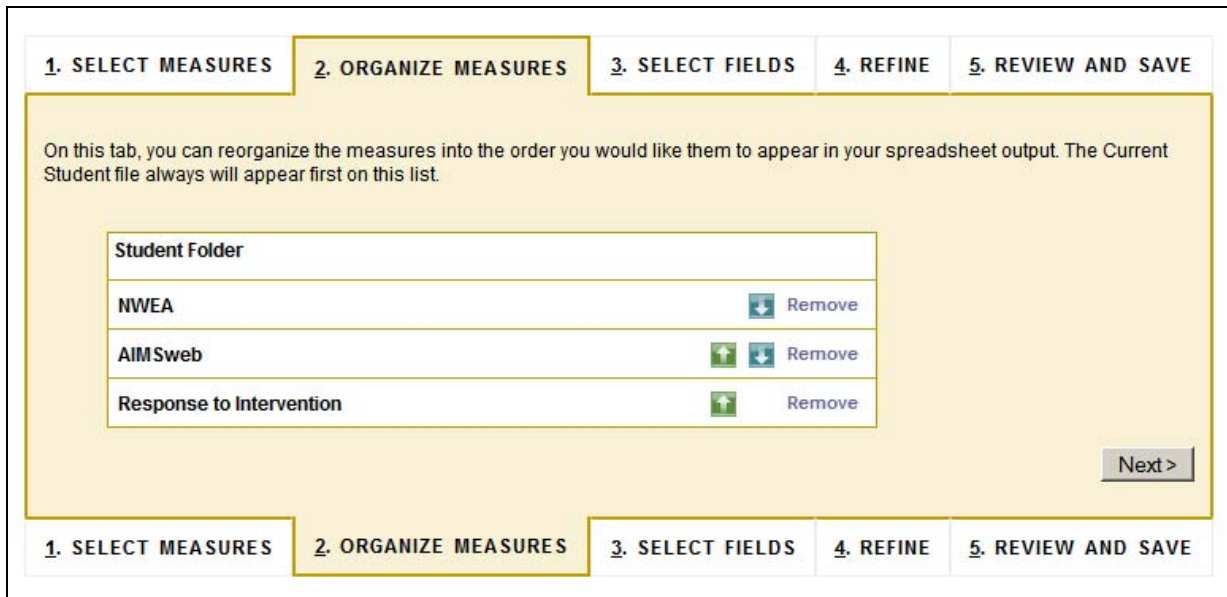 1. SELECT MEASURES 2. ORGANIZE MEASURES 3. SELECT FIELDS 4. REFINE 5. REVIEW AND SAVE
On this tab, you can reorganize the measures into the order you would like them to appear in your spreadsheet output. The Current
Student file always will appear first on this list.
Student Folder
NWEA Remove
AIMSweb Remove
Response to Intervention Remove
Next >
1. SELECT MEASURES 2. ORGANIZE MEASURES 3. SELECT FIELDS 4. REFINE 5. REVIEW AND SAVE